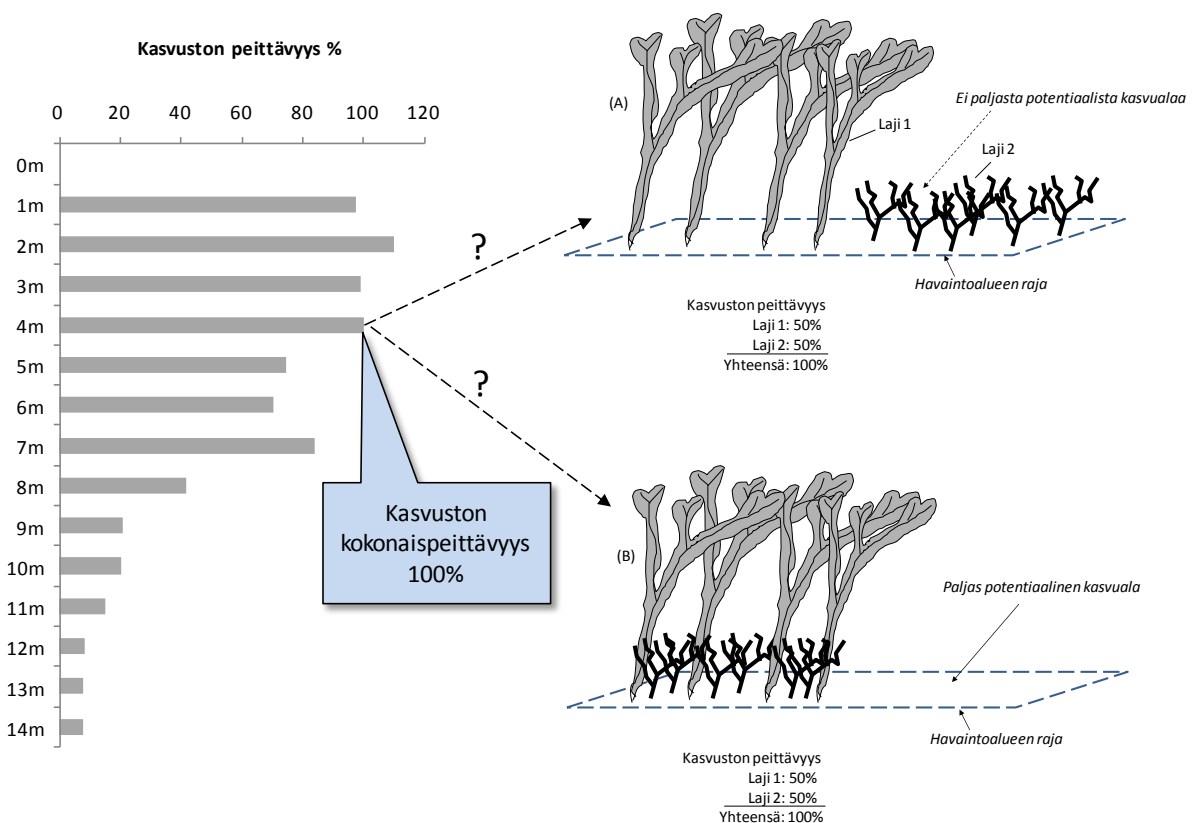 Kasvuston peittävyys %
0 20 40 60 80 100 120
0m
1m
2m
3m
4m
5m
6m
7m
8m
9m
10m
11m
12m
13m
14m
?
?
Kasvuston
kokonaispeittävyys
100%
(A)
Ei paljasta potentiaalista kasvualaa
Laji 1
Laji 2
Havaintoalueen raja
Kasvuston peittävyys
Laji 1: 50%
Laji 2: 50%
Yhteensä: 100%
(B)
Paljas potentiaalinen kasvuala
Havaintoalueen raja
Kasvuston peittävyys
Laji 1: 50%
Laji 2: 50%
Yhteensä: 100%